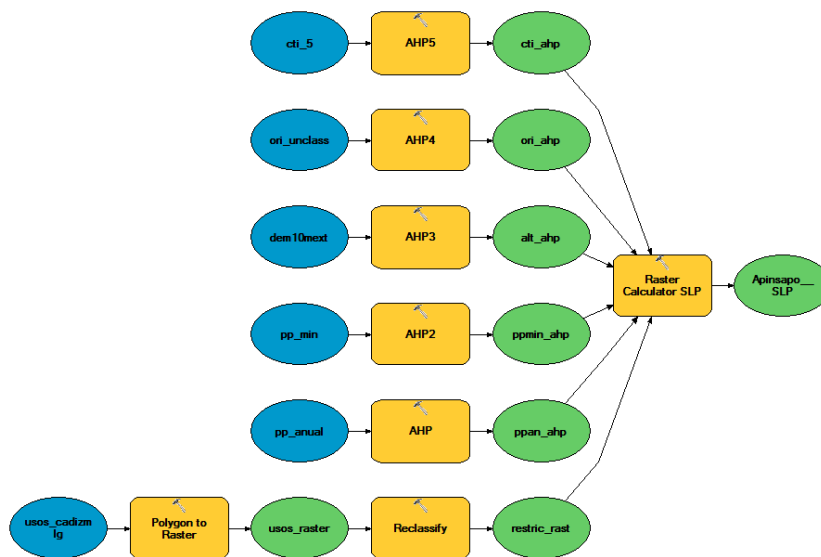 cti_5
AHP5
cti_ahp
ori_unclass
AHP4
ori_ahp
dem10mext
AHP3
alt_ahp
Raster
Calculator SLP
Apinsapo__
SLP
pp_min
AHP2
ppmin_ahp
pp_anual
AHP
ppan_ahp
usos_cadizm
lg
Polygon to
Raster
usos_raster
Reclassify
restric_rast